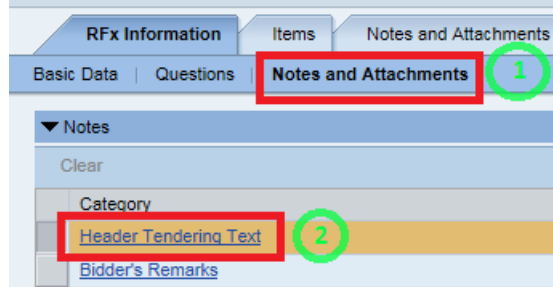 RFx Information Items Notes and Attachments
Basic Data | Questions | Notes and Attachments 1
Notes
Clear
Category
Header Tendering Text 2
Bidder's Remarks